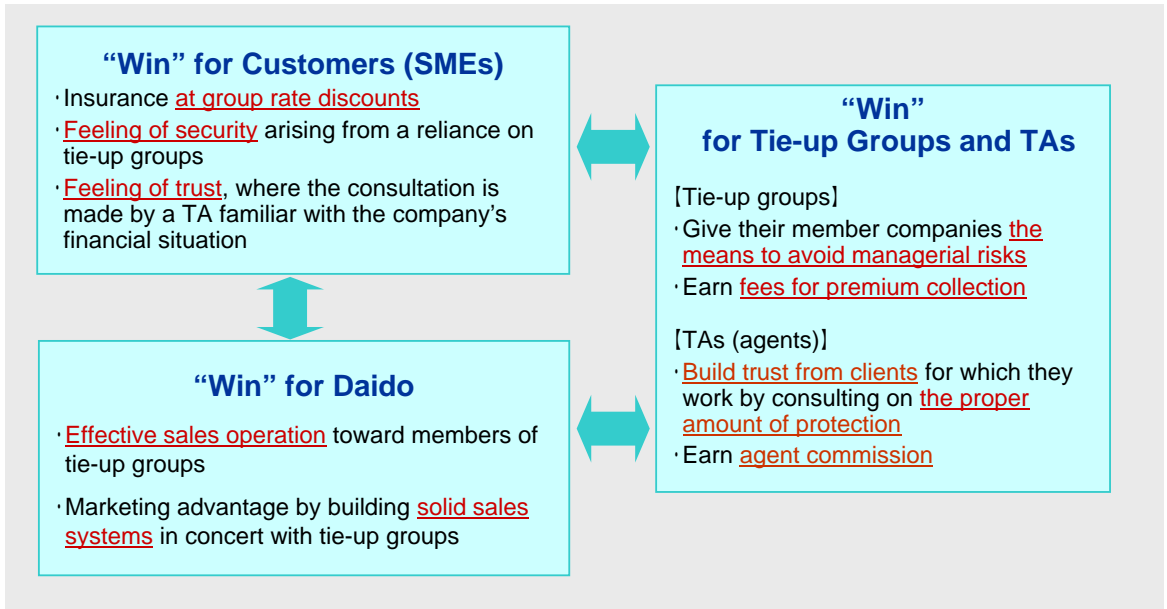 “Win” for Customers (SMEs)
･Insurance at group rate discounts
･Feeling of security arising from a reliance on
tie-up groups
･Feeling of trust, where the consultation is
made by a TA familiar with the company’s
financial situation
“Win” for Daido
･Effective sales operation toward members of
tie-up groups
･Marketing advantage by building solid sales
systems in concert with tie-up groups
“Win”
for Tie-up Groups and TAs
【Tie-up groups】
･Give their member companies the
means to avoid managerial risks
･Earn fees for premium collection
【TAs (agents)】
･Build trust from clients for which they
work by consulting on the proper
amount of protection
･Earn agent commission